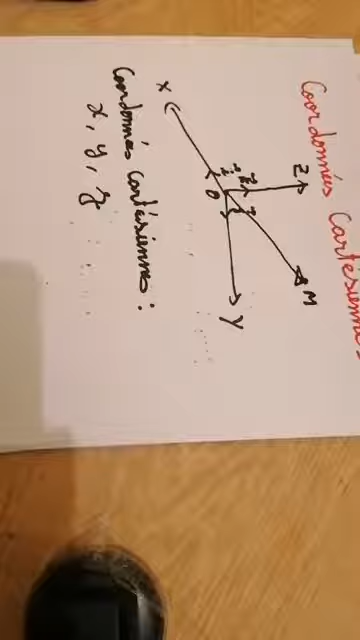 Coordonnées Cartésiennes
Z
M
O
Y
X
Coordonnées Cartésiennes :
x, y, z